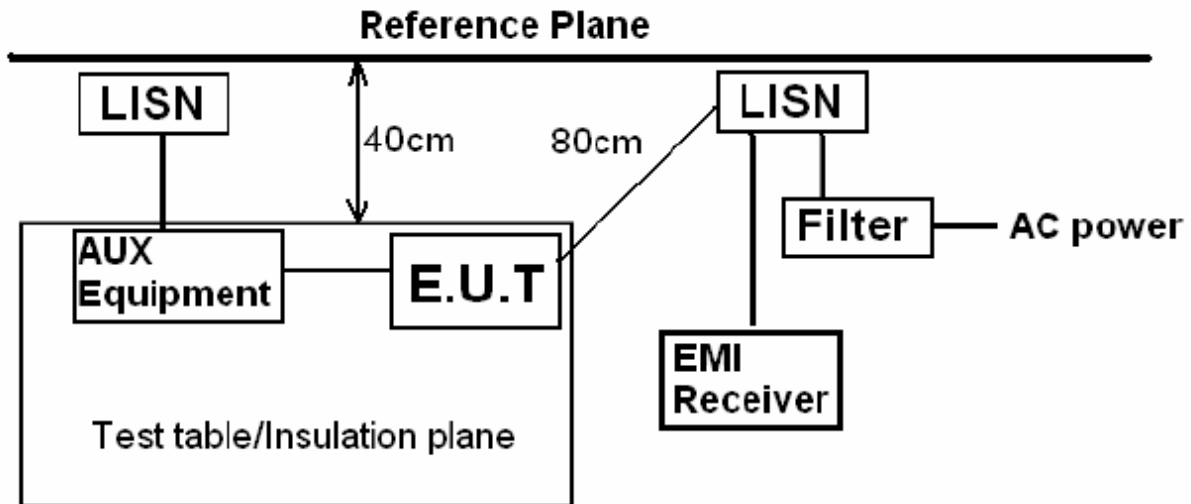 Reference Plane
LISN
LISN
40cm
80cm
AUX
Equipment
E.U.T
Filter
AC power
EMI
Receiver
Test table/Insulation plane